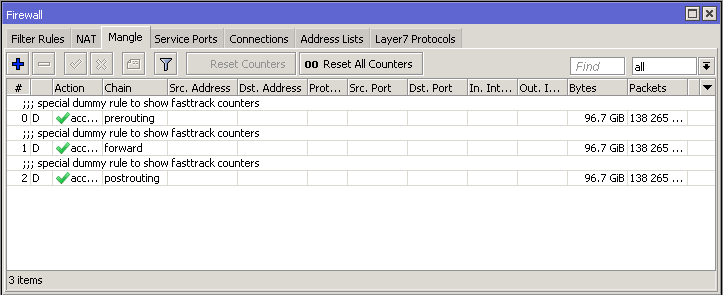 Firewall
Filter Rules NAT Mangle Service Ports Connections Address Lists Layer7 Protocols
Reset Counters 00 Reset All Counters Find all
# Action Chain Src. Address Dst. Address Prot... Src. Port Dst. Port In. Int... Out. I... Bytes Packets
;;; special dummy rule to show fasttrack counters
0 D acc... prerouting 96.7 GiB 138 265 ...
;;; special dummy rule to show fasttrack counters
1 D acc... forward 96.7 GiB 138 265 ...
;;; special dummy rule to show fasttrack counters
2 D acc... postrouting 96.7 GiB 138 265 ...
3 items